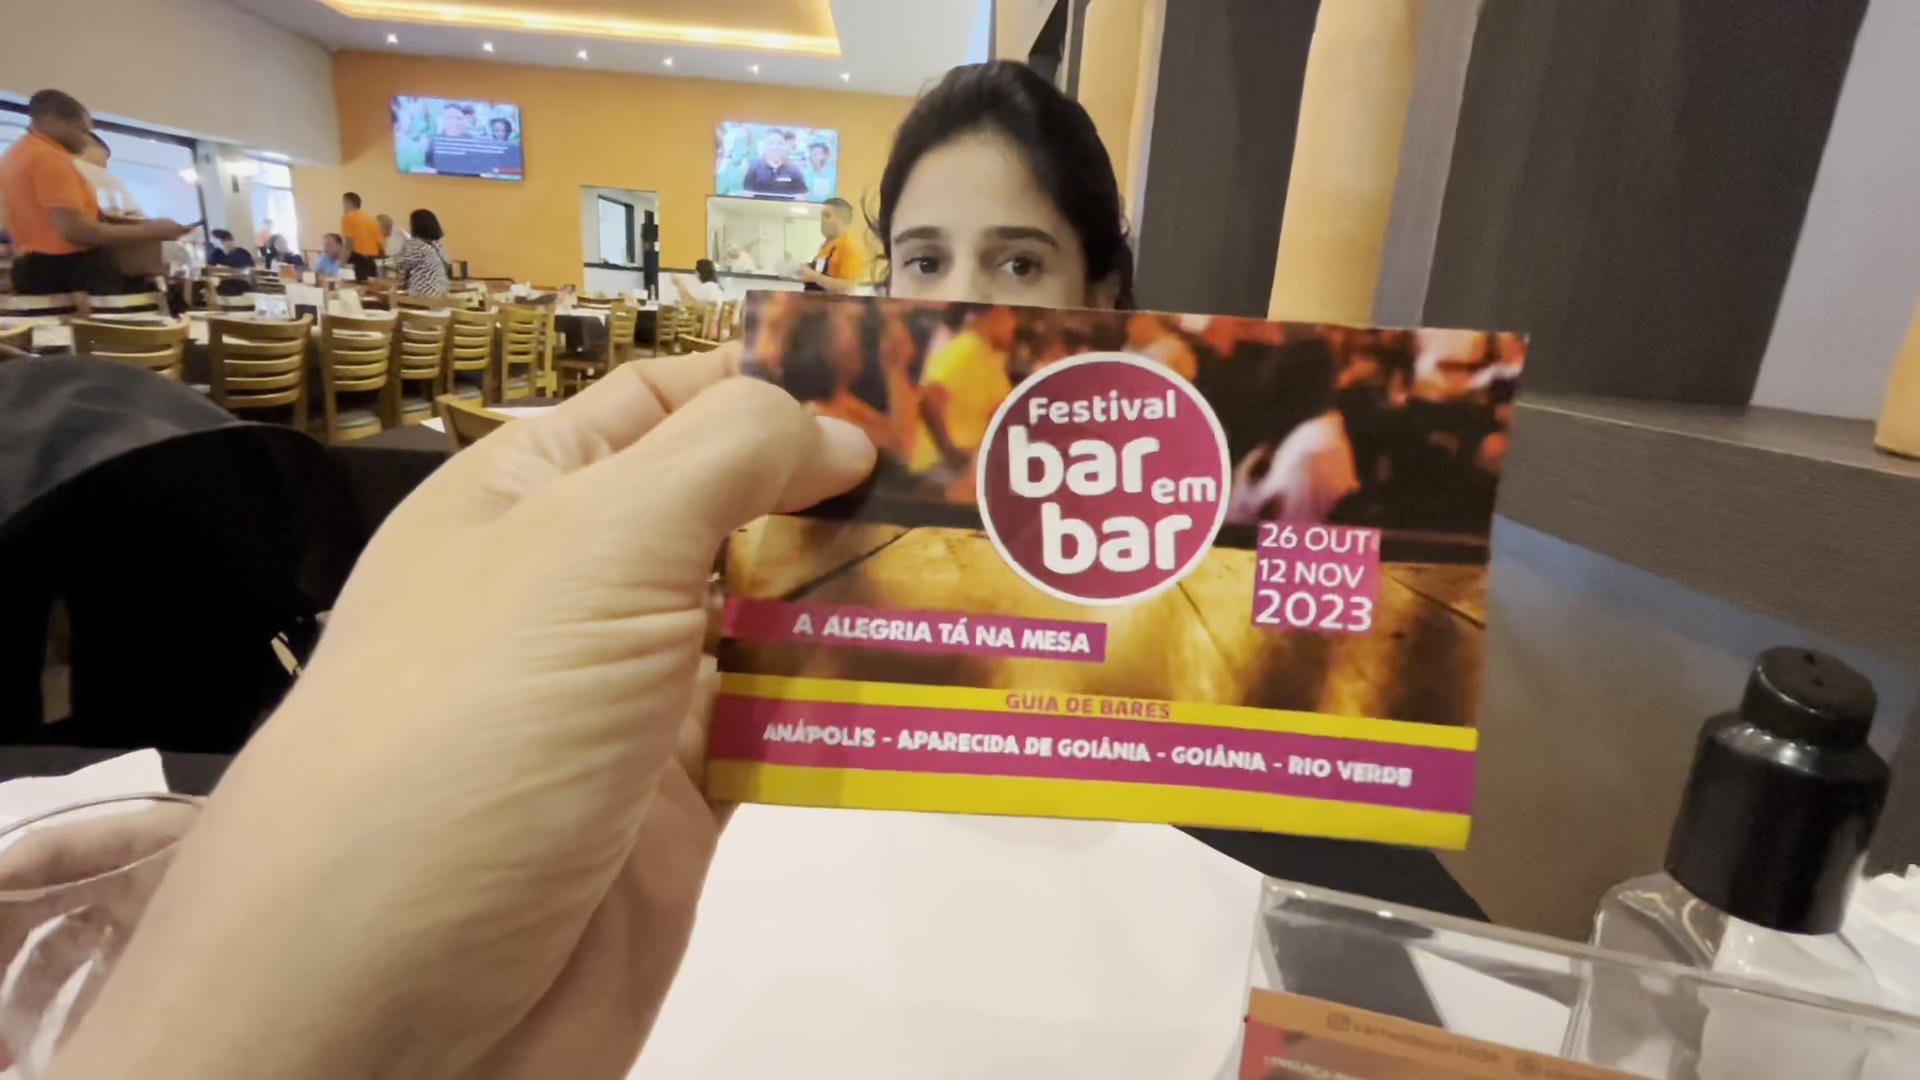 Festival
bar em
bar
26 OUT
12 NOV
2023
A ALEGRIA TÁ NA MESA
GUIA DE BARES
ANÁPOLIS - APARECIDA DE GOIÂNIA - GOIÂNIA - RIO VERDE